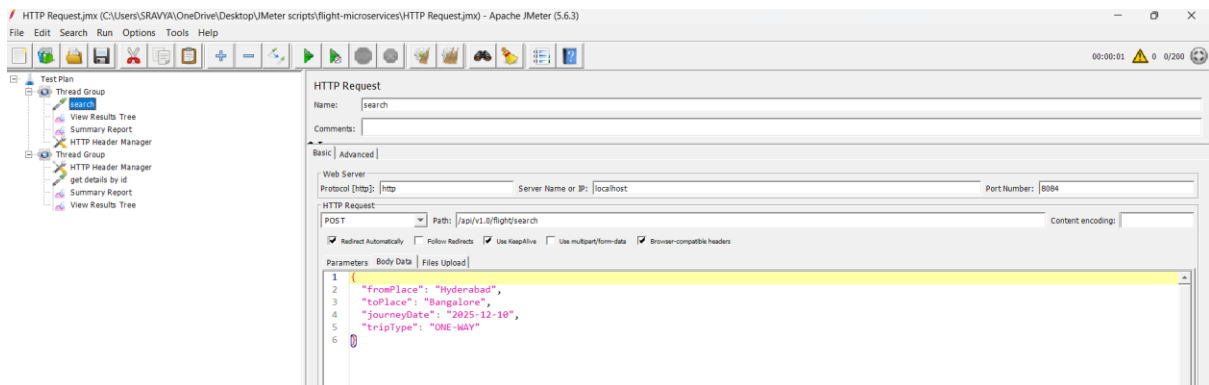 HTTP Request.jmx (C:\Users\SRAVYA\OneDrive\Desktop\JMeter scripts\flight-microservices\HTTP Request.jmx) - Apache JMeter (5.6.3)
File Edit Search Run Options Tools Help
00:00:01 0 0/200
Test Plan
Thread Group
search
View Results Tree
Summary Report
HTTP Header Manager
Thread Group
HTTP Header Manager
get details by id
Summary Report
View Results Tree
HTTP Request
Name: search
Comments:
Basic Advanced
Web Server
Protocol [http]: http Server Name or IP: localhost Port Number: 8084
HTTP Request
POST Path: /api/v1.0/flight/search Content encoding:
Redirect Automatically Follow Redirects Use KeepAlive Use multipart/form-data Browser-compatible headers
Parameters Body Data Files Upload
1 {
2 "fromPlace": "Hyderabad",
3 "toPlace": "Bangalore",
4 "journeyDate": "2025-12-10",
5 "tripType": "ONE-WAY"
6 }